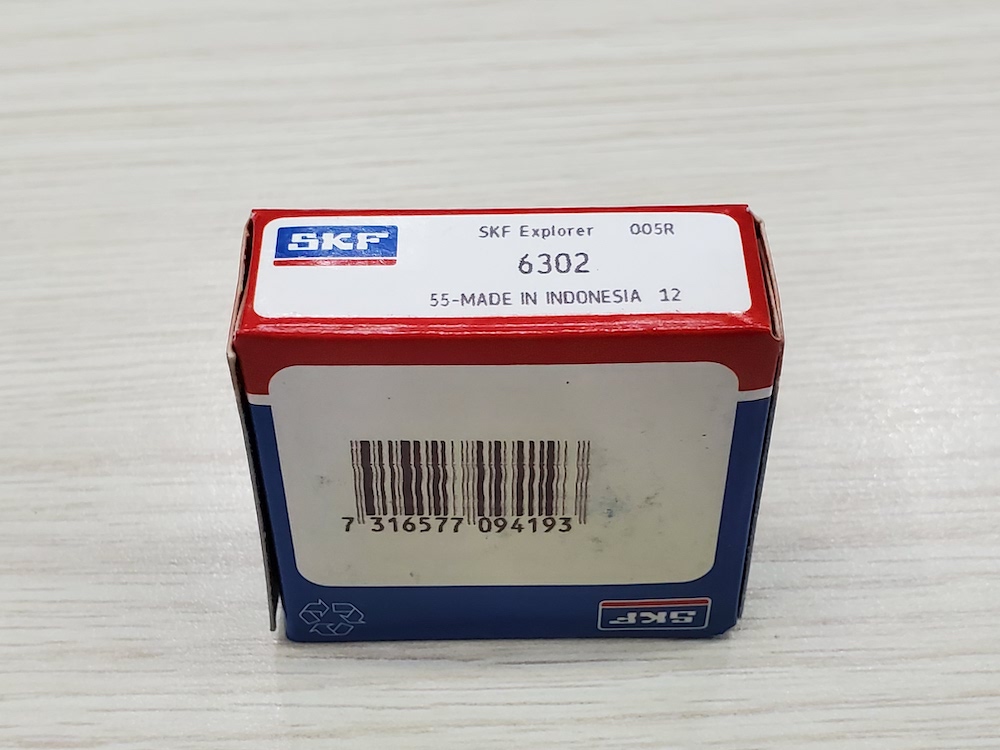 SKF
SKF Explorer 005R
6302
55-MADE IN INDONESIA 12
7 316577 094193
SKF